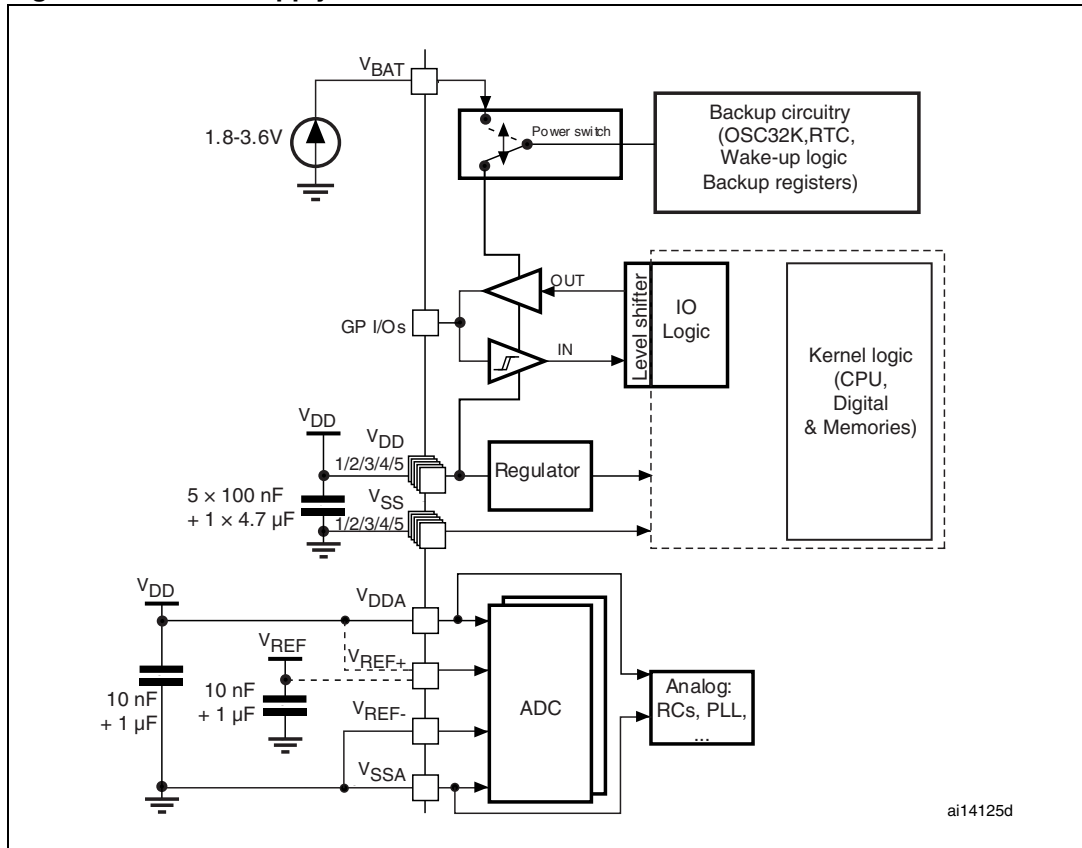 VBAT
1.8-3.6V
Power switch
Backup circuitry
(OSC32K,RTC,
Wake-up logic
Backup registers)
GP I/Os
OUT
IN
Level shifter
IO
Logic
Kernel logic
(CPU,
Digital
& Memories)
VDD
VDD
1/2/3/4/5
Regulator
5 × 100 nF
+ 1 × 4.7 µF
VSS
1/2/3/4/5
VDD
VDDA
VREF
VREF+
10 nF
+ 1 µF
10 nF
+ 1 µF
VREF-
ADC
Analog:
RCs, PLL,
...
VSSA
ai14125d